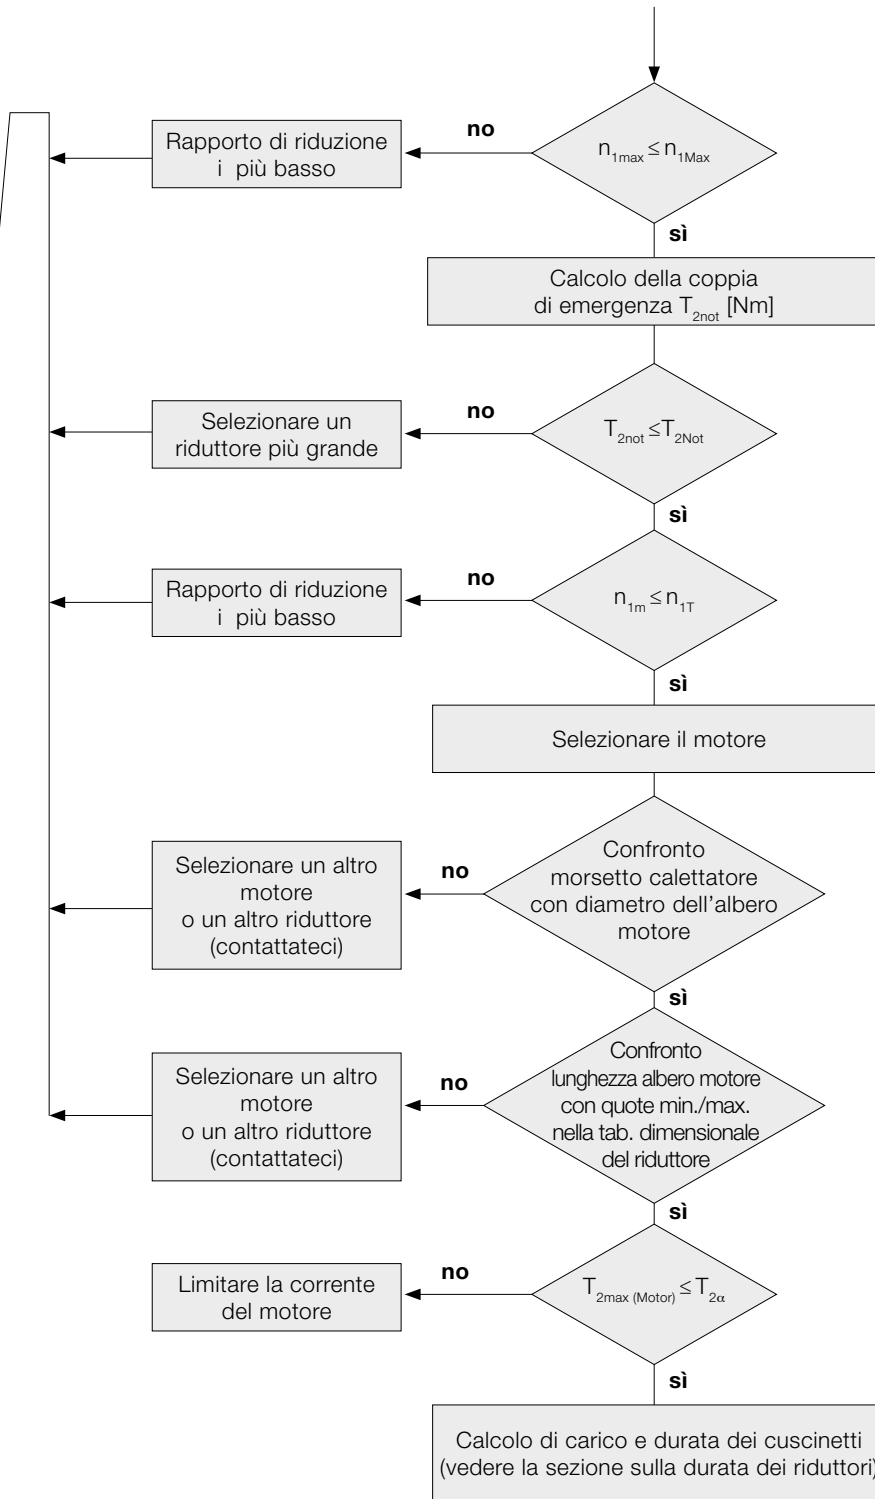 no
Rapporto di riduzione
i più basso
n1max ≤ n1Max
sì
Calcolo della coppia
di emergenza T2not [Nm]
no
Selezionare un
riduttore più grande
T2not ≤T2Not
sì
no
Rapporto di riduzione
i più basso
n1m ≤ n1T
sì
Selezionare il motore
no
Selezionare un altro
motore
o un altro riduttore
(contattateci)
Confronto
morsetto calettatore
con diametro dell'albero
motore
sì
no
Selezionare un altro
motore
o un altro riduttore
(contattateci)
Confronto
lunghezza albero motore
con quote min./max.
nella tab. dimensionale
del riduttore
sì
no
Limitare la corrente
del motore
T2max (Motor) ≤ T2α
sì
Calcolo di carico e durata dei cuscinetti
(vedere la sezione sulla durata dei riduttori)